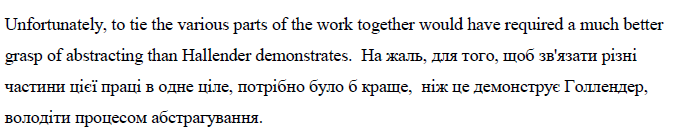 Unfortunately, to tie the various parts of the work together would have required a much better
grasp of abstracting than Hallender demonstrates.  На жаль, для того, щоб зв'язати різні
частини цієї праці в одне ціле, потрібно було б краще,  ніж це демонструє Голлендер,
володіти процесом абстрагування.